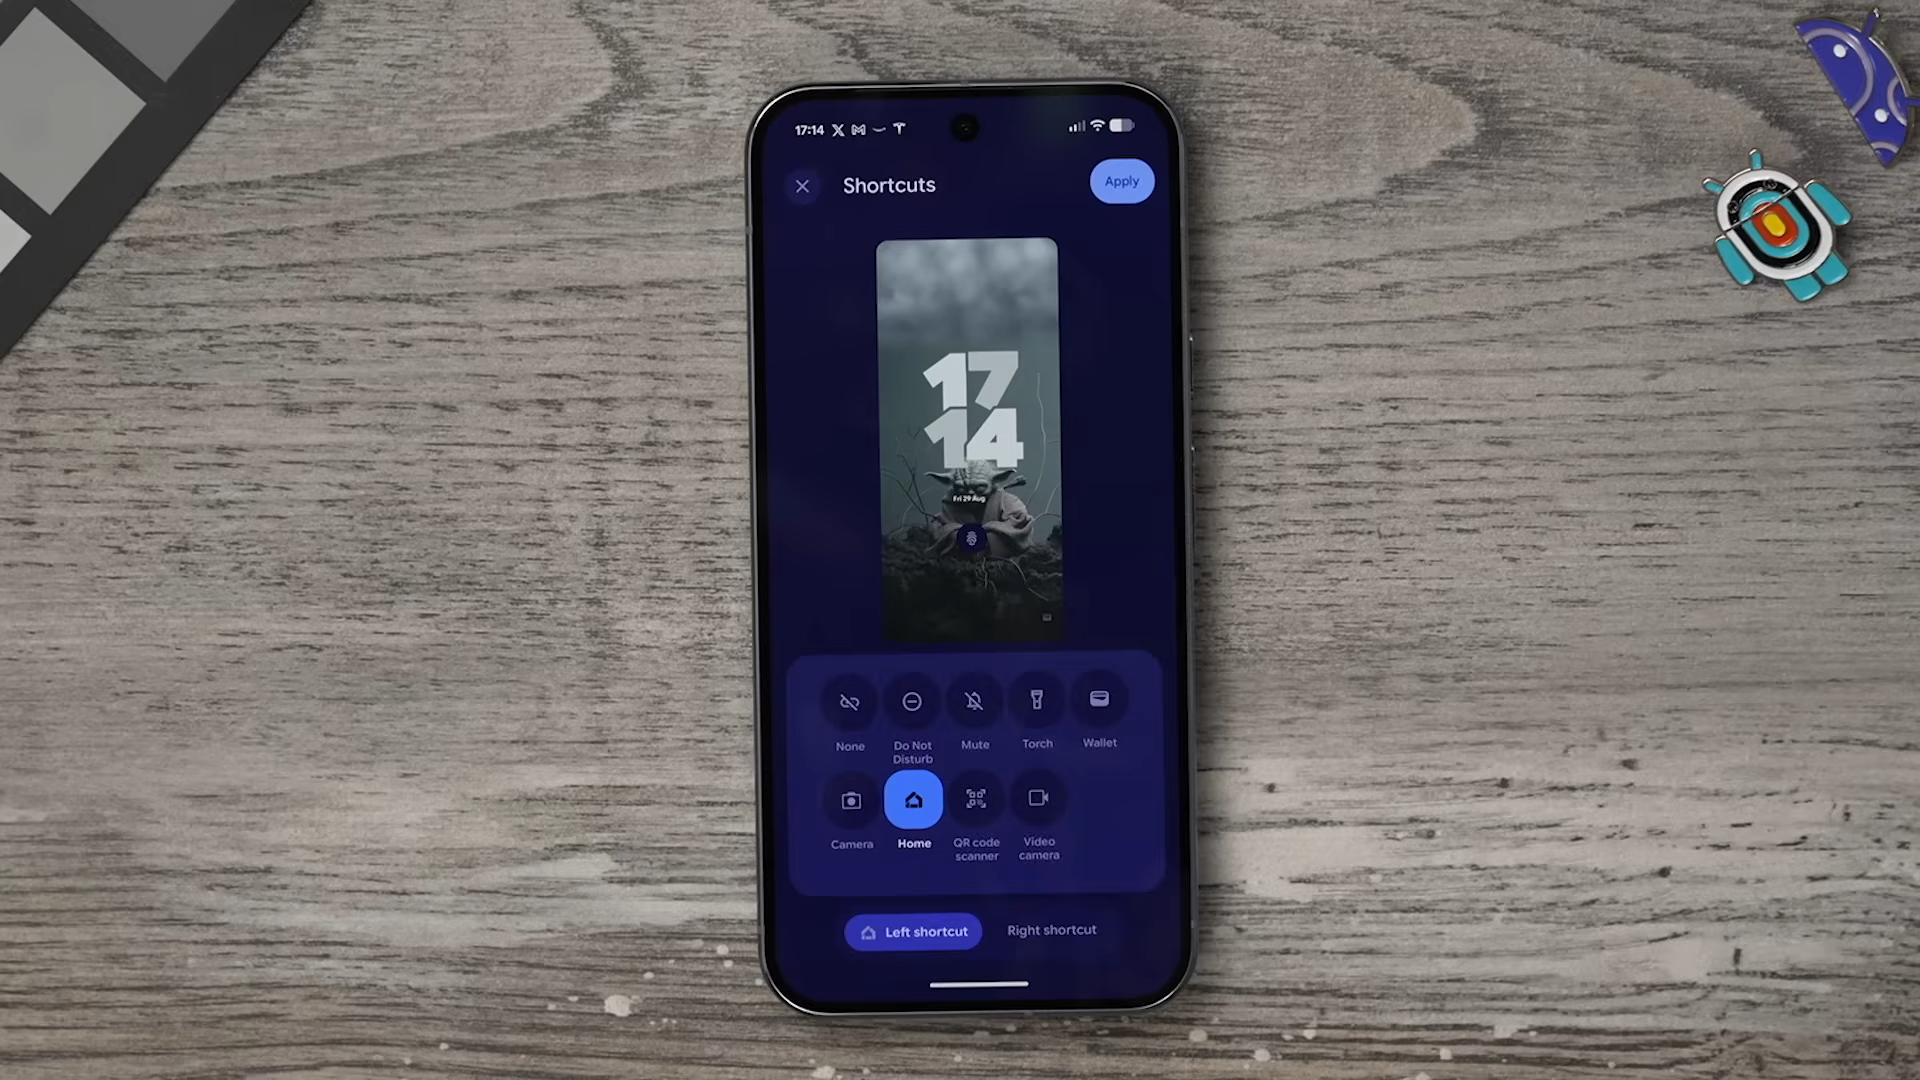 17:14
Shortcuts
Apply
17
14
Fri 29 Aug
None
Do Not
Disturb
Mute
Torch
Wallet
Camera
Home
QR code
scanner
Video
camera
Left shortcut
Right shortcut